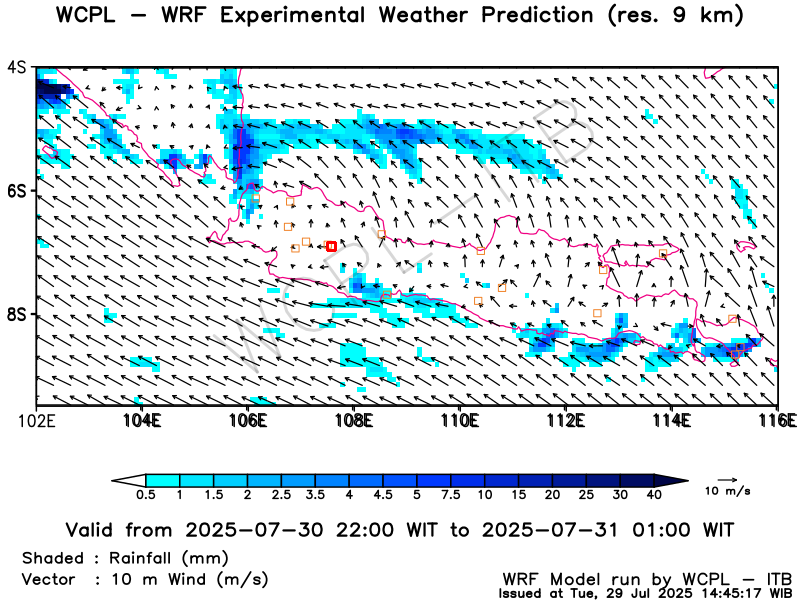 WCPL – WRF Experimental Weather Prediction (res. 9 km)
4S
6S
8S
WCPL-ITB
102E 104E 106E 108E 110E 112E 114E 116E
0.5 1 1.5 2 2.5 3.5 4 4.5 5 7.5 10 15 20 25 30 40
10 m/s
Valid from 2025-07-30 22:00 WIT to 2025-07-31 01:00 WIT
Shaded : Rainfall (mm)
Vector : 10 m Wind (m/s)
WRF Model run by WCPL – ITB
Issued at Tue, 29 Jul 2025 14:45:17 WIB